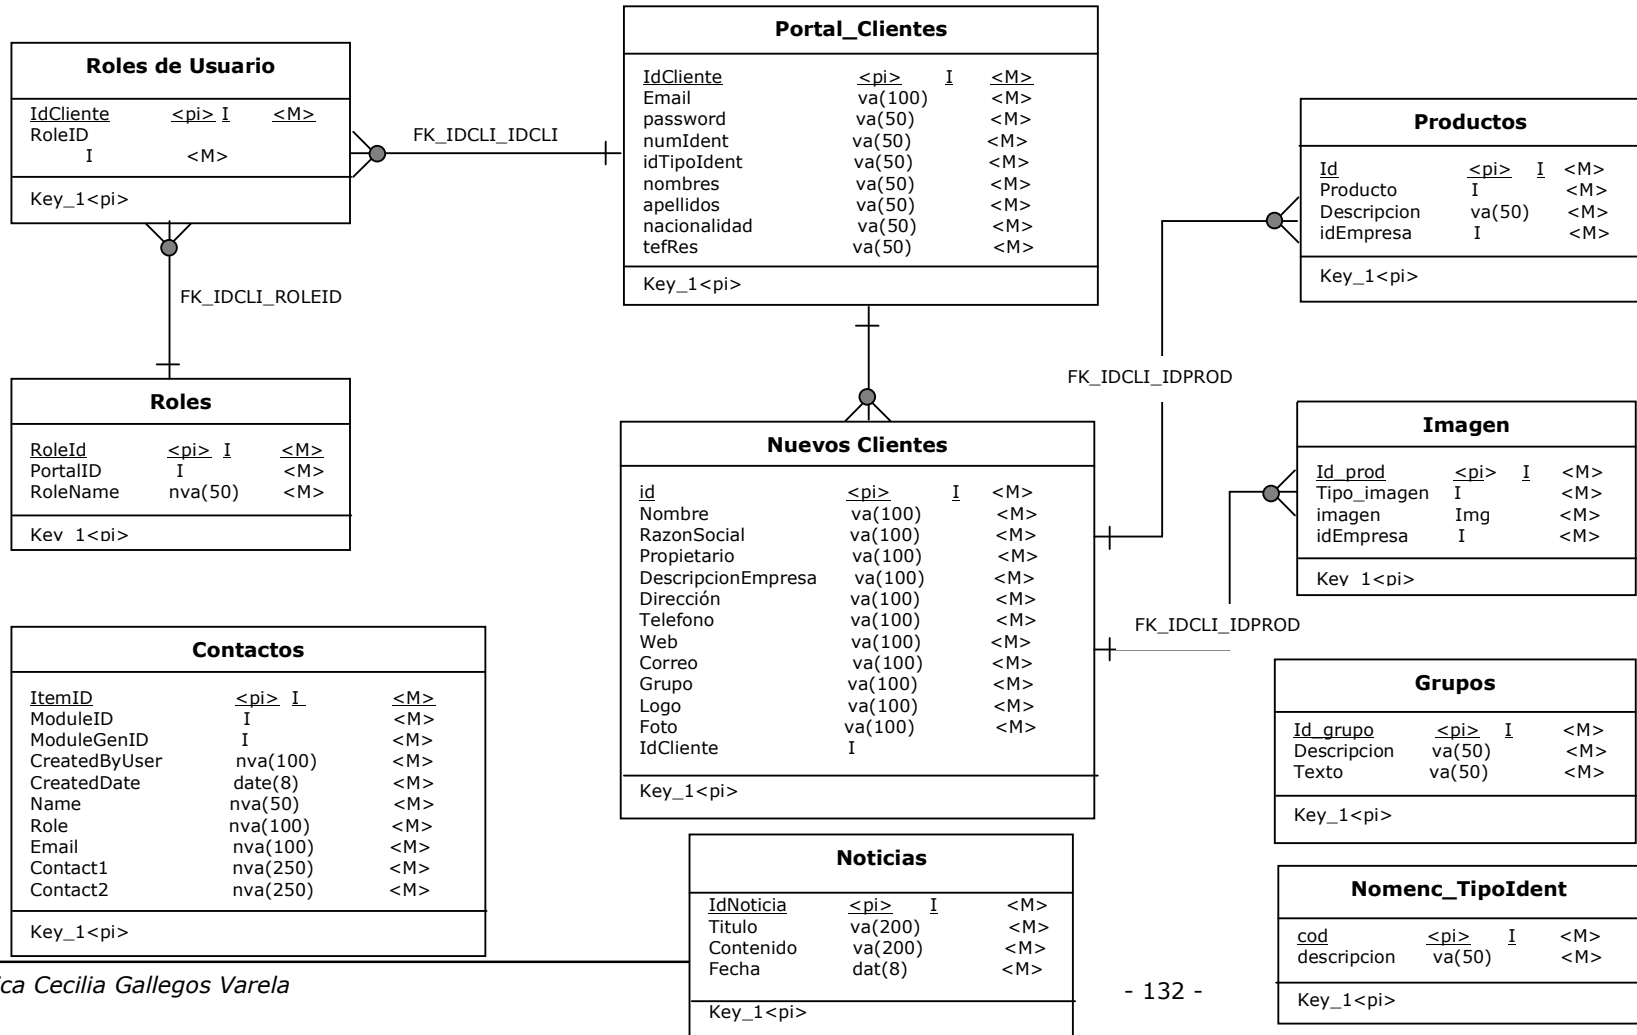 Portal_Clientes
IdCliente <pi> I <M>
Email va(100) <M>
password va(50) <M>
numIdent va(50) <M>
idTipoIdent va(50) <M>
nombres va(50) <M>
apellidos va(50) <M>
nacionalidad va(50) <M>
tefRes va(50) <M>
Key_1<pi>
Roles de Usuario
IdCliente <pi> I <M>
RoleID
I <M>
Key_1<pi>
FK_IDCLI_IDCLI
FK_IDCLI_ROLEID
Productos
Id <pi> I <M>
Producto I <M>
Descripcion va(50) <M>
idEmpresa I <M>
Key_1<pi>
FK_IDCLI_IDPROD
Roles
RoleId <pi> I <M>
PortalID I <M>
RoleName nva(50) <M>
Key_1<pi>
Nuevos Clientes
id <pi> I <M>
Nombre va(100) <M>
RazonSocial va(100) <M>
Propietario va(100) <M>
DescripcionEmpresa va(100) <M>
Dirección va(100) <M>
Telefono va(100) <M>
Web va(100) <M>
Correo va(100) <M>
Grupo va(100) <M>
Logo va(100) <M>
Foto va(100) <M>
IdCliente I
Key_1<pi>
Imagen
Id_prod <pi> I <M>
Tipo_imagen I <M>
imagen Img <M>
idEmpresa I <M>
Key_1<pi>
FK_IDCLI_IDPROD
Contactos
ItemID <pi> I <M>
ModuleID I <M>
ModuleGenID I <M>
CreatedByUser nva(100) <M>
CreatedDate date(8) <M>
Name nva(50) <M>
Role nva(100) <M>
Email nva(100) <M>
Contact1 nva(250) <M>
Contact2 nva(250) <M>
Key_1<pi>
Grupos
Id_grupo <pi> I <M>
Descripcion va(50) <M>
Texto va(50) <M>
Key_1<pi>
Noticias
IdNoticia <pi> I <M>
Titulo va(200) <M>
Contenido va(200) <M>
Fecha dat(8) <M>
Key_1<pi>
Nomenc_TipoIdent
cod <pi> I <M>
descripcion va(50) <M>
Key_1<pi>
ca Cecilia Gallegos Varela
- 132 -